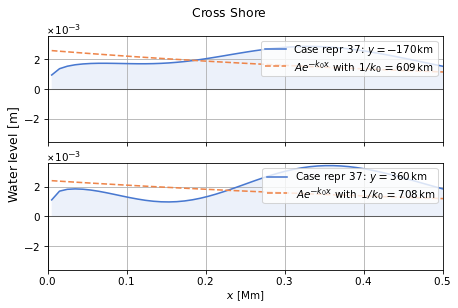 Cross Shore
×10⁻³
Case repr 37: y = −170 km
Ae^{−k₀x} with 1/k₀ = 609 km
2
0
−2
Water level [m]
×10⁻³
Case repr 37: y = 360 km
Ae^{−k₀x} with 1/k₀ = 708 km
2
0
−2
0.0 0.1 0.2 0.3 0.4 0.5
x [Mm]